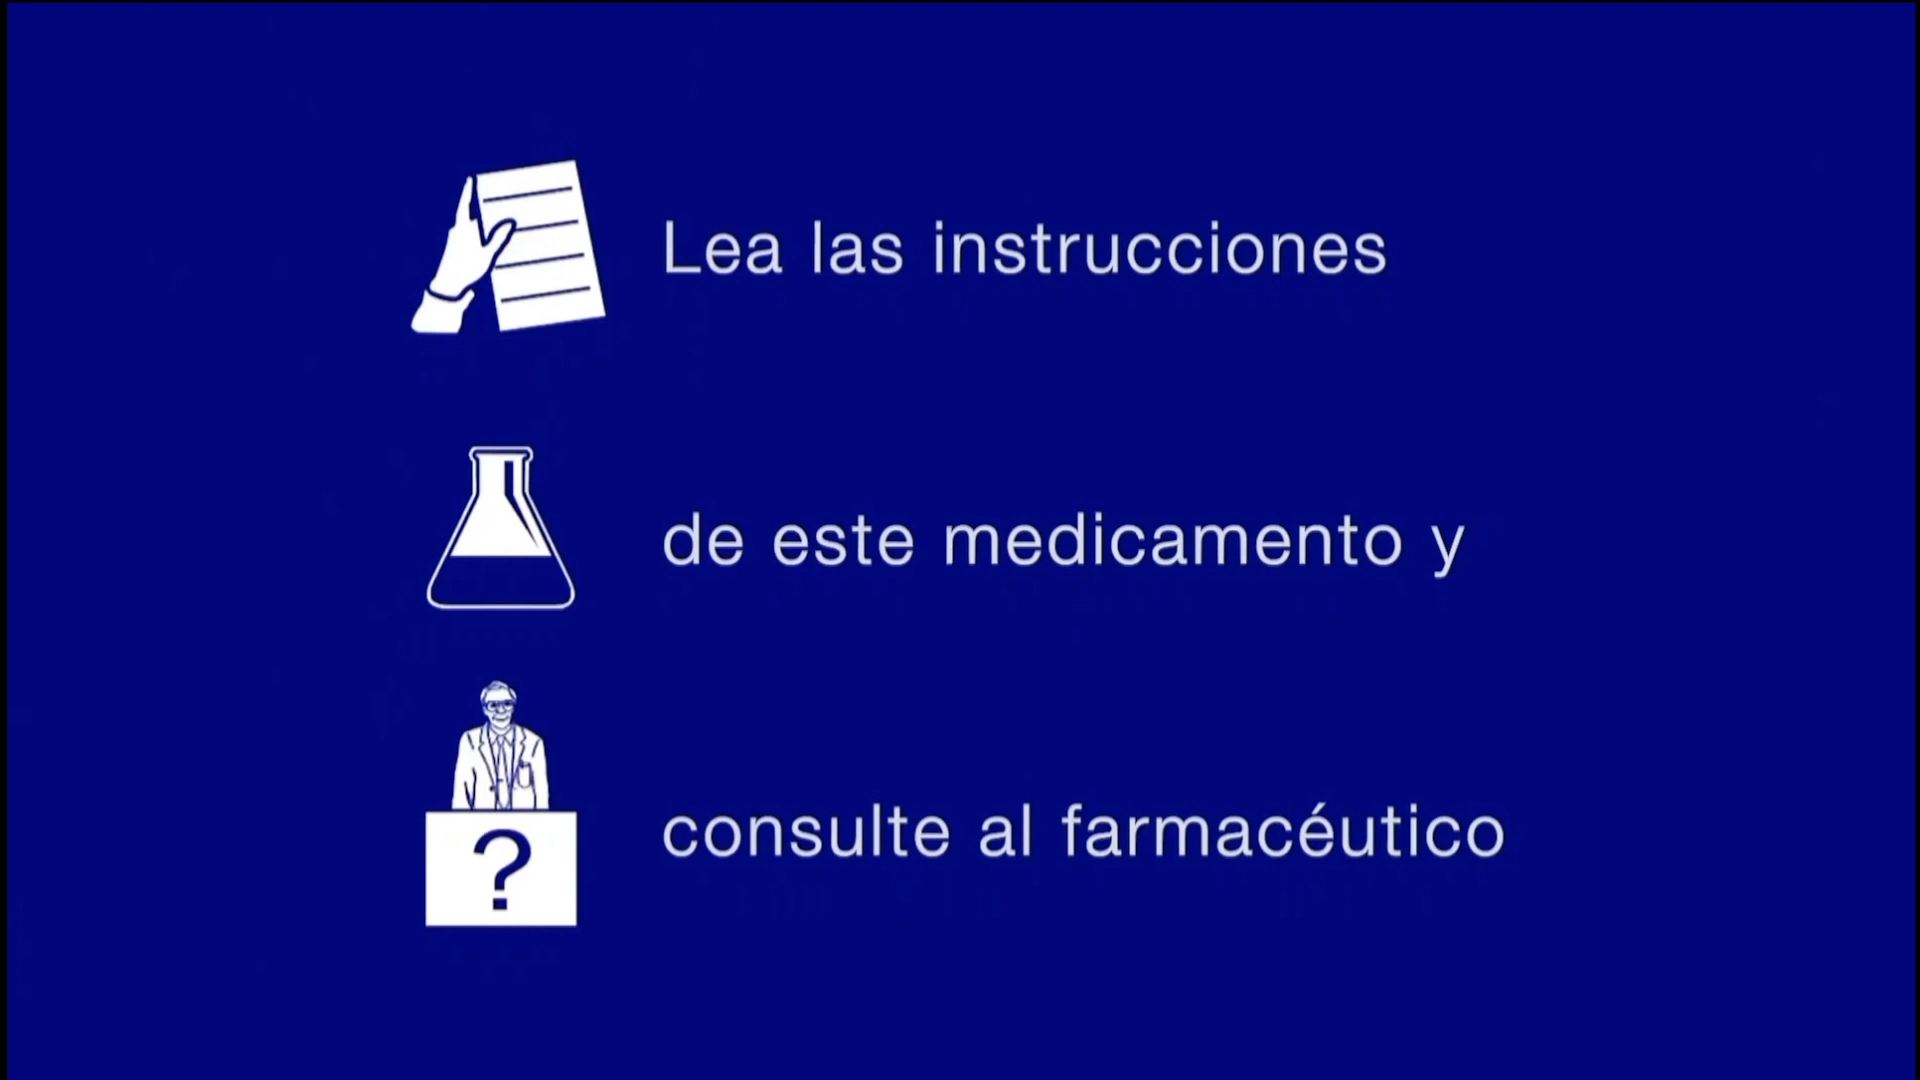 Lea las instrucciones
de este medicamento y
consulte al farmacéutico
?